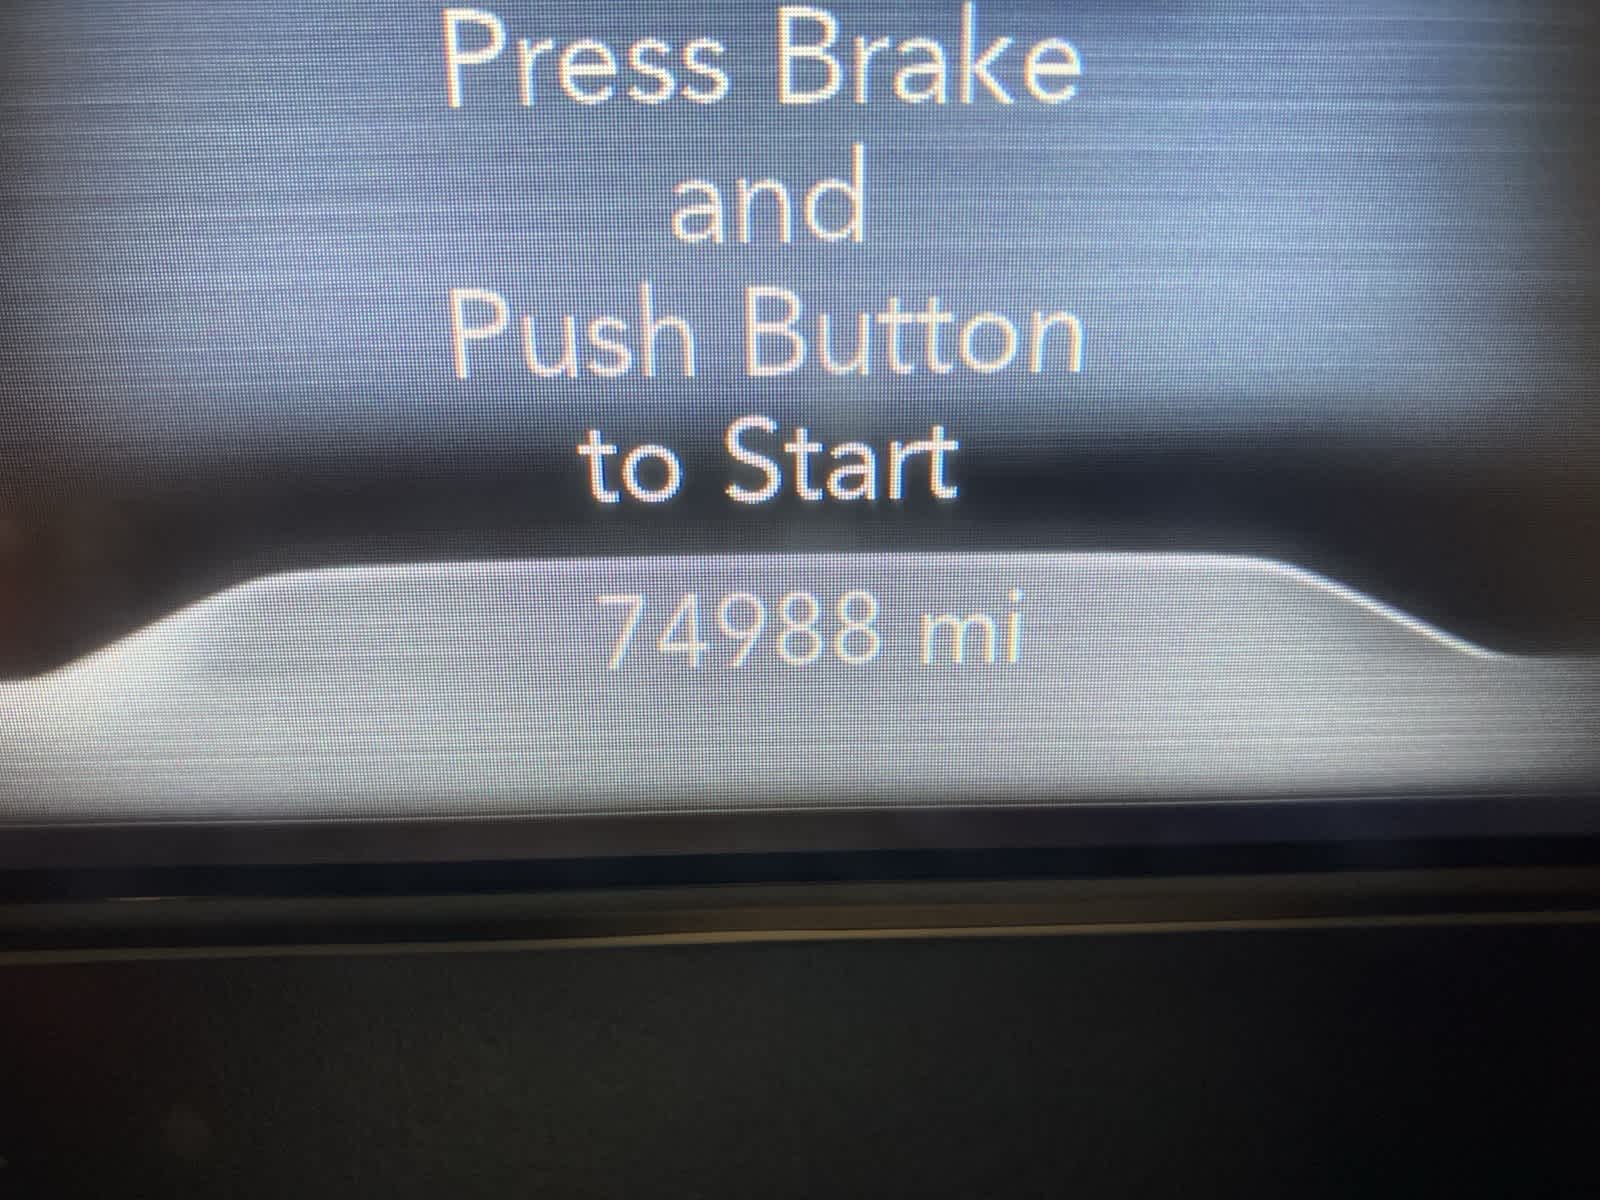 Press Brake
and
Push Button
to Start
74988 mi